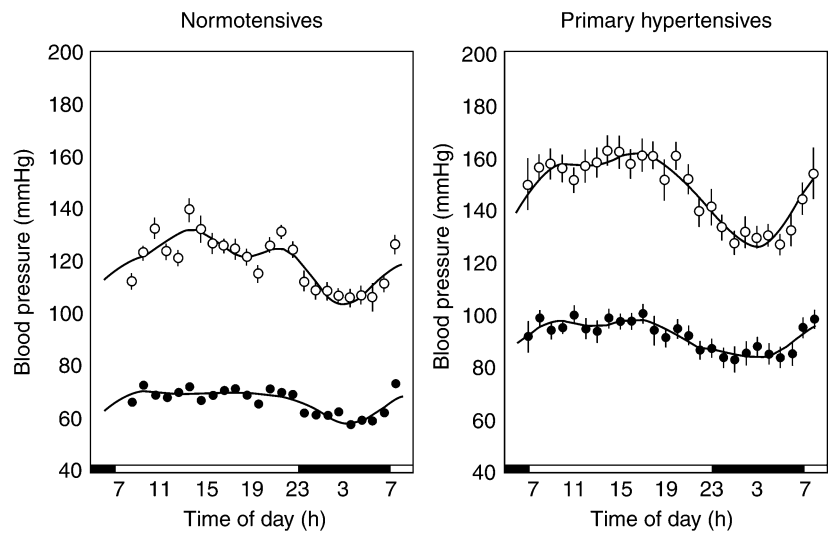 Normotensives
Blood pressure (mmHg)
200
180
160
140
120
100
80
60
40
7 11 15 19 23 3 7
Time of day (h)
Primary hypertensives
Blood pressure (mmHg)
200
180
160
140
120
100
80
60
40
7 11 15 19 23 3 7
Time of day (h)